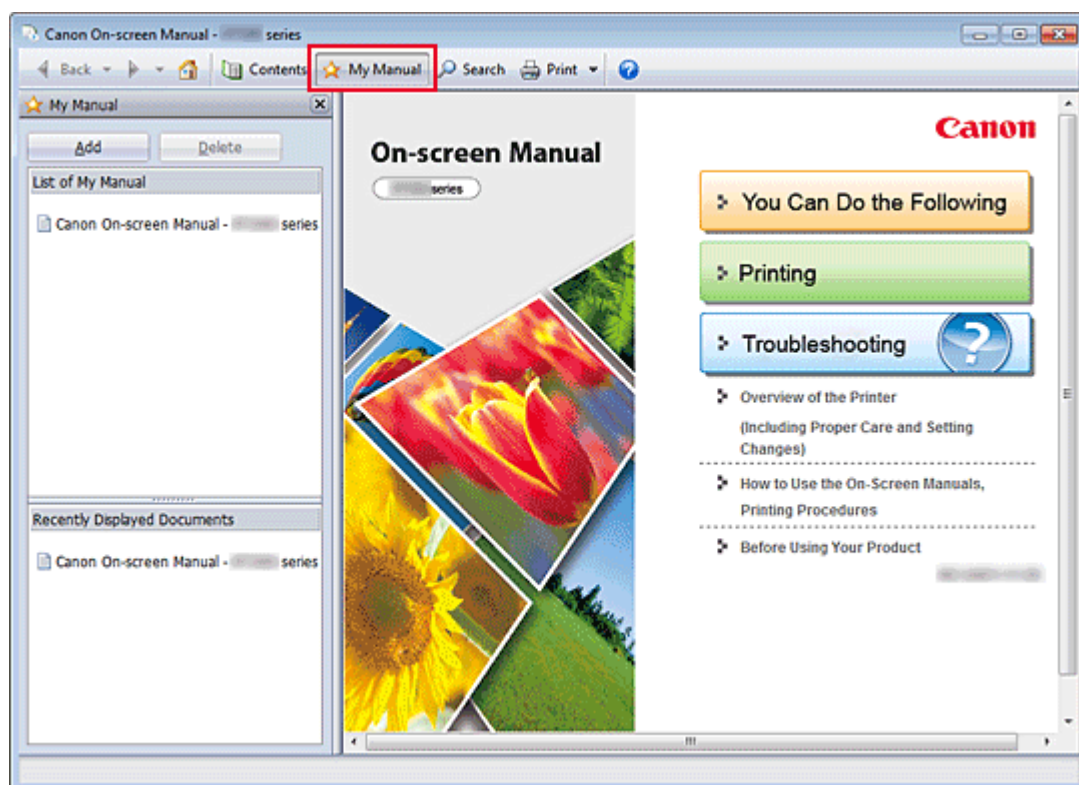 Canon On-screen Manual - series
Back Contents My Manual Search Print ?
My Manual
Add Delete
List of My Manual
Canon On-screen Manual - series
Recently Displayed Documents
Canon On-screen Manual - series
On-screen Manual
series
Canon
You Can Do the Following
Printing
Troubleshooting ?
Overview of the Printer
(Including Proper Care and Setting
Changes)
How to Use the On-Screen Manuals,
Printing Procedures
Before Using Your Product